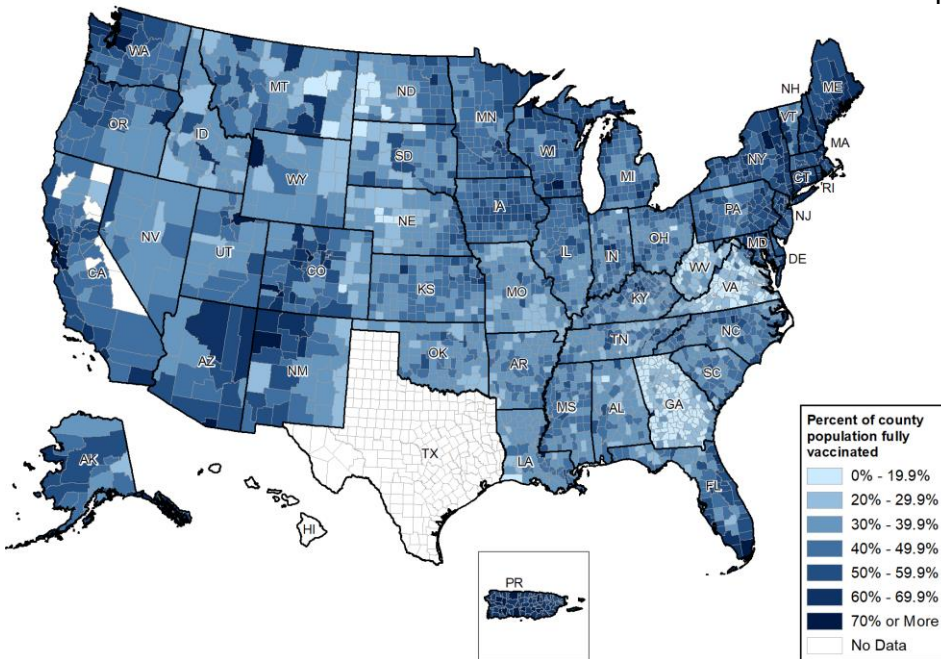 WA
MT
ND
MN
ME
NH
VT
OR
ID
SD
WI
NY
MA
WY
MI
CT
RI
IA
PA
NJ
NE
NV
OH
UT
IL
IN
MD
DE
CA
CO
WV
KS
MO
VA
KY
NC
TN
AZ
OK
NM
AR
SC
MS
AL
GA
TX
LA
AK
FL
HI
PR
Percent of county
population fully
vaccinated
0% - 19.9%
20% - 29.9%
30% - 39.9%
40% - 49.9%
50% - 59.9%
60% - 69.9%
70% or More
No Data